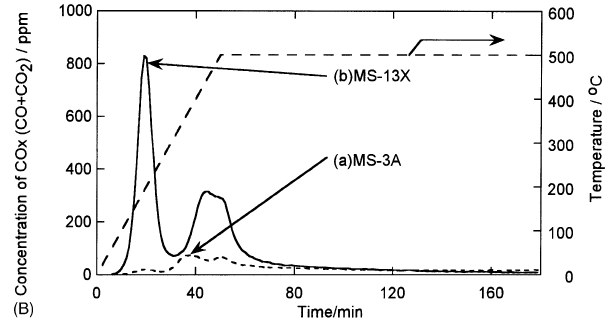 Concentration of COx (CO+CO2) / ppm
1000
800
600
400
200
0
(b)MS-13X
(a)MS-3A
600
500
400
300
200
100
0
Temperature / °C
0 40 80 120 160
Time/min
(B)